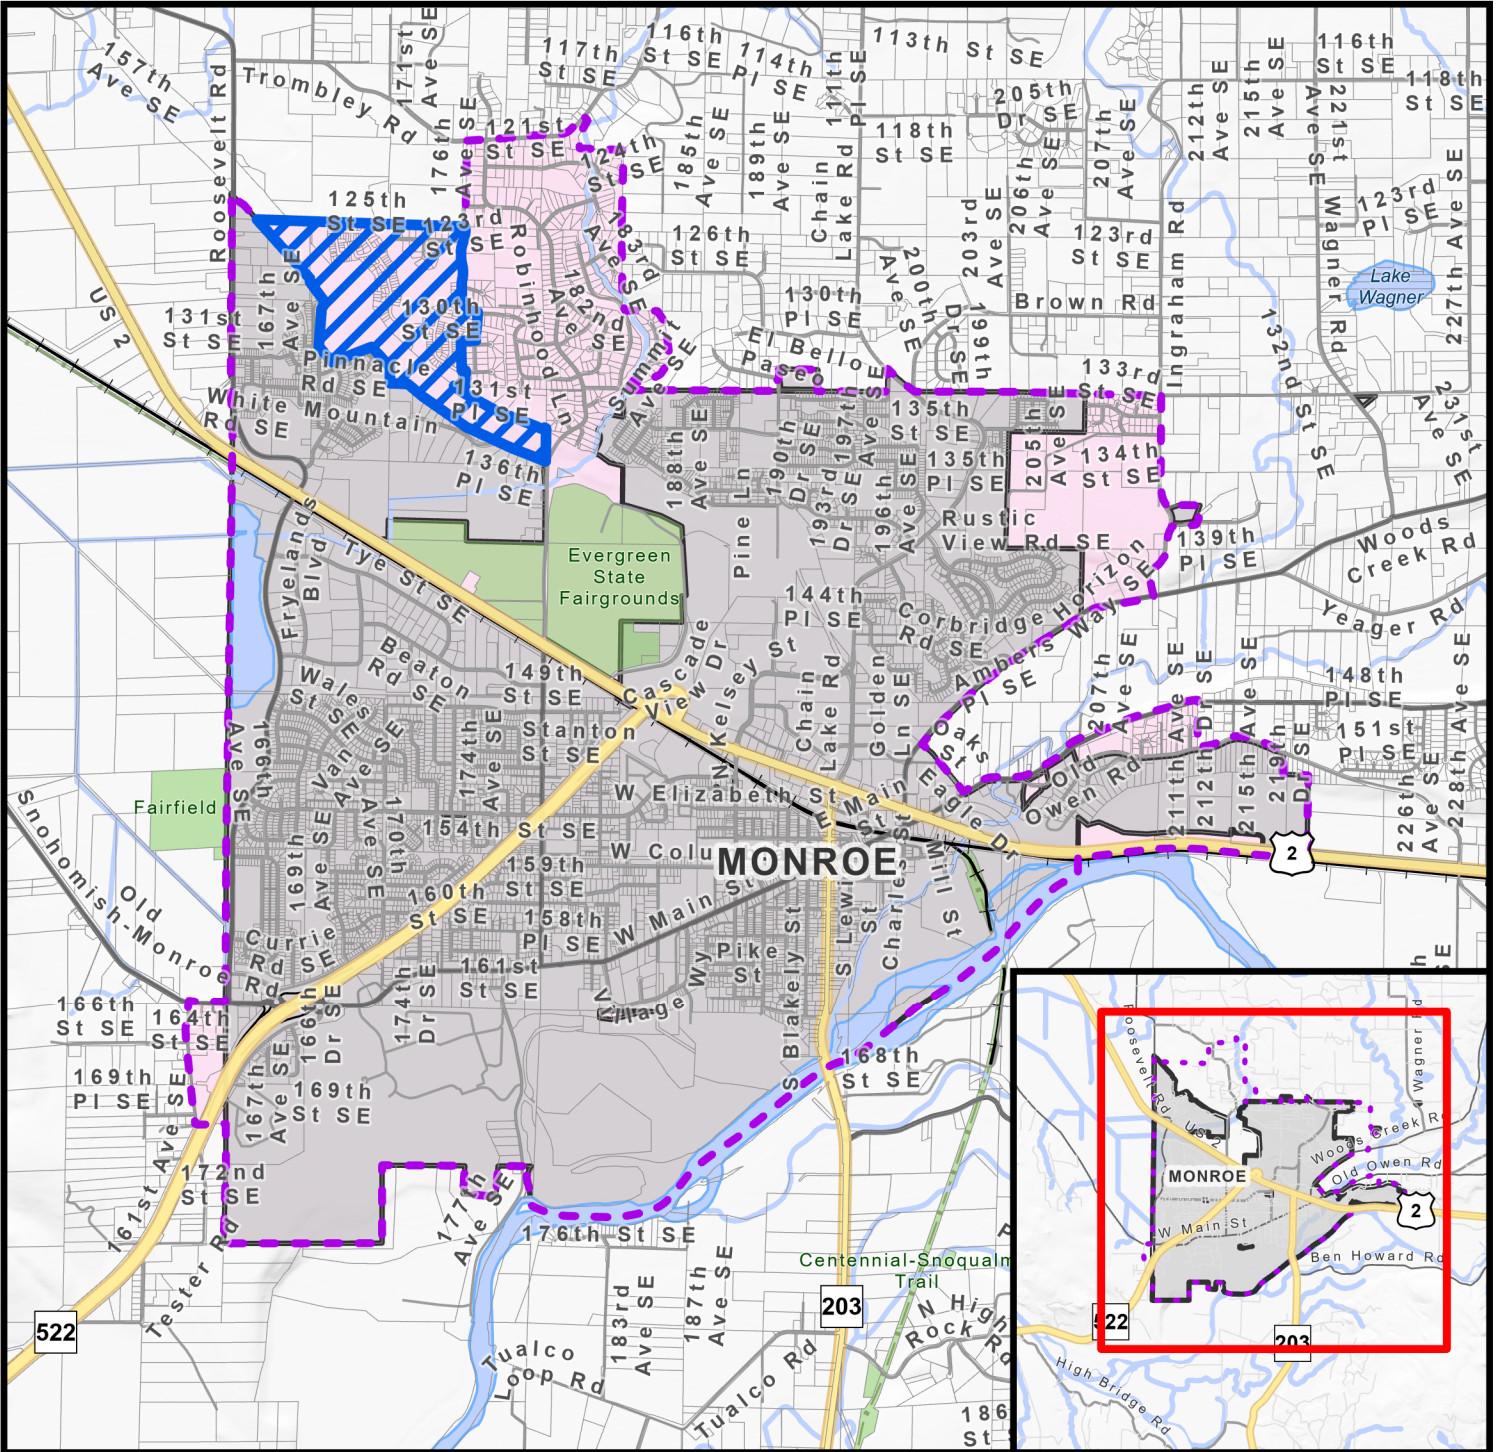 157th
Ave SE
Roosevelt Rd
Trombley Rd
171st
Ave SE
176th
Ave SE
117th
St SE
116th
St SE
114th
Pl SE
111th
Pl SE
113th St SE
116th
St SE
118th
St SE
215th
Ave SE
212th
Ave SE
221st
Ave SE
205th
Dr SE
207th
Ave SE
206th
Ave SE
118th
St SE
121st
St SE
124th
St SE
185th
Ave SE
189th
Ave SE
Chain
Lake Rd
125th
St SE
123rd
St SE
Robinhood
Ln
183rd
Ave SE
182nd
Ave SE
126th
St SE
203rd
Ave SE
123rd
St SE
Ingraham Rd
Wagner Rd
123rd
Pl SE
227th Ave SE
Lake
Wagner
US 2
131st
St SE
167th
Ave SE
130th
St SE
Pinnacle
Rd SE
131st
Pl SE
White
Rd
Mountain
SE
136th
Pl SE
Summit
Ave SE
130th
Pl SE
El Bello
Paseo
Ave SE
200th
Dr SE
199th
Brown Rd
133rd
St SE
132nd St SE
231st
Ave SE
188th
Ave SE
Pine Ln
190th
Dr SE
193rd
Dr SE
197th
Ave SE
196th
Ave SE
135th
St SE
135th
Pl SE
205th
Ave SE
134th
St SE
Rustic
View Rd SE
139th
Pl SE
Woods
Creek Rd
Yeager Rd
Fryelands
Blvd
Tye St SE
Evergreen
State
Fairgrounds
144th
Pl SE
Corbridge
Rd SE
Horizon
Ambers Way SE
Pl SE
Beaton
Rd SE
Wales
St SE
149th
St SE
Cascade
View Dr
N Kelsey St
Chain
Lake Rd
Golden
Ln SE
Oaks
St
207th
Ave SE
211th
Ave SE
Dr SE
Ave SE
148th
Pl SE
151st
Pl SE
228th Ave SE
226th
Ave SE
219th
Dr SE
215th
212th
211th
Old
Owen Rd
Eagle Dr
166th
Ave SE
Van
Ave SE
174th
Ave SE
Stanton
St SE
W Elizabeth St
E Main
St
Fairfield
154th St SE
170th
Ave SE
169th
Ave SE
159th
St SE
W Colu
MONROE
2
Mill St
Snohomish-Monroe
Old
160th
St SE
158th
Pl SE
W Main St
Pike
St
Blakely St
S
S Lewis
St
Charles St
Currie
Rd SE
161st
St SE
174th
Dr SE
Village Wy
166th
St SE
164th
St SE
166th
Dr SE
169th
Pl SE
167th
Ave SE
169th
St SE
168th
St SE
161st Ave SE
172nd
St SE
177th
Ave SE
176th St SE
Tester Rd
522
Tualco
Loop Rd
183rd
Ave SE
187th
Ave SE
Tualco Rd
203
Centennial-Snoqualm
Trail
N High
Rock Rd
186
St
Roosevelt Rd
US 2
MONROE
W Main St
Wagner Rd
Woods Creek Rd
Old Owen Rd
2
Ben Howard Rd
522
203
High Bridge Rd